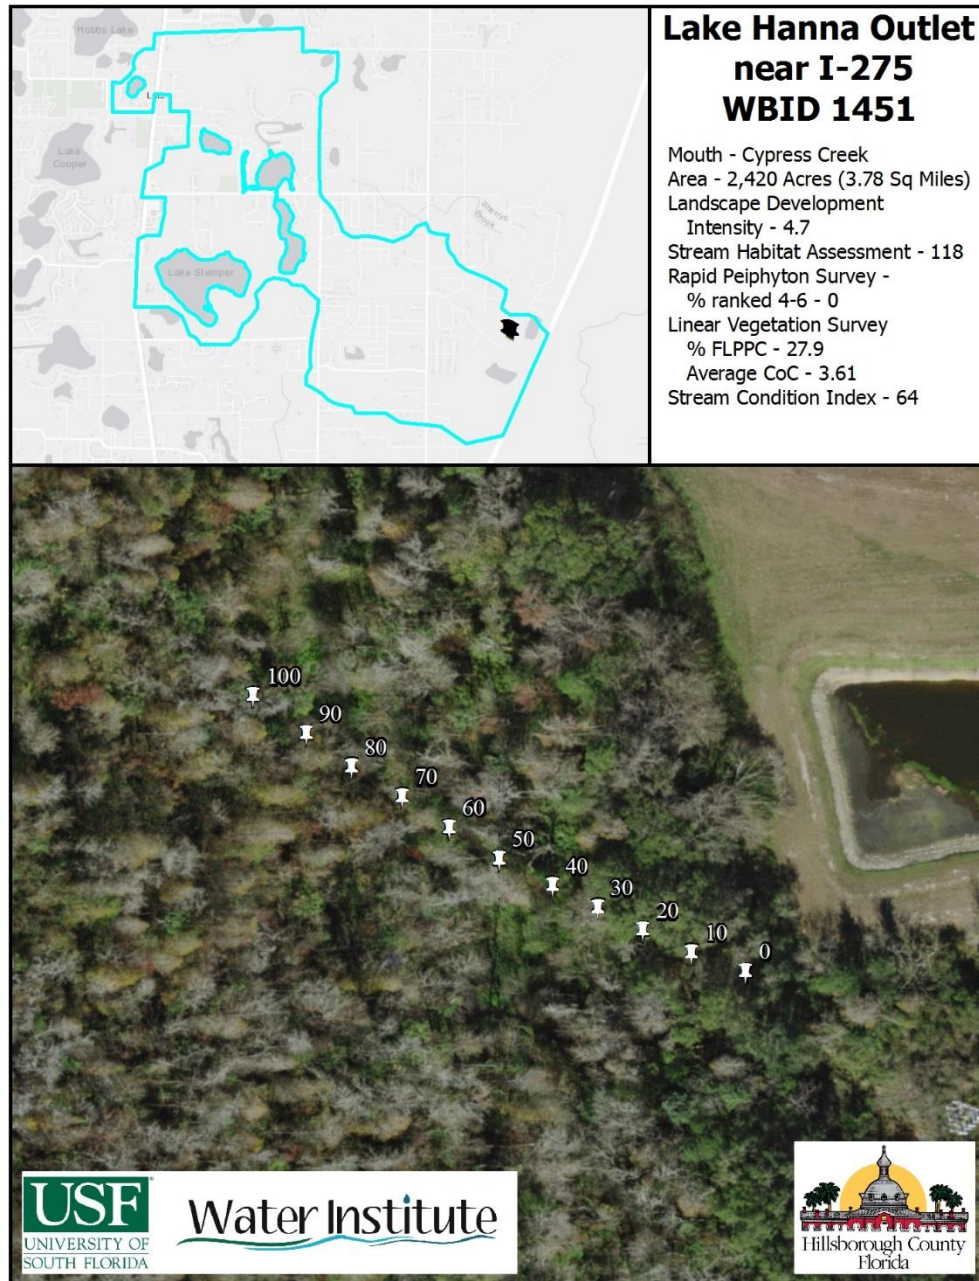 Lake Hanna Outlet
near I-275
WBID 1451
Mouth - Cypress Creek
Area - 2,420 Acres (3.78 Sq Miles)
Landscape Development
Intensity - 4.7
Stream Habitat Assessment - 118
Rapid Peiphyton Survey -
% ranked 4-6 - 0
Linear Vegetation Survey
% FLPPC - 27.9
Average CoC - 3.61
Stream Condition Index - 64
Hobbs Lake
Lake
Cooper
Sherrys
Brook
Lake Stemper
100
90
80
70
60
50
40
30
20
10
0
USF
UNIVERSITY OF
SOUTH FLORIDA
Water Institute
Hillsborough County
Florida